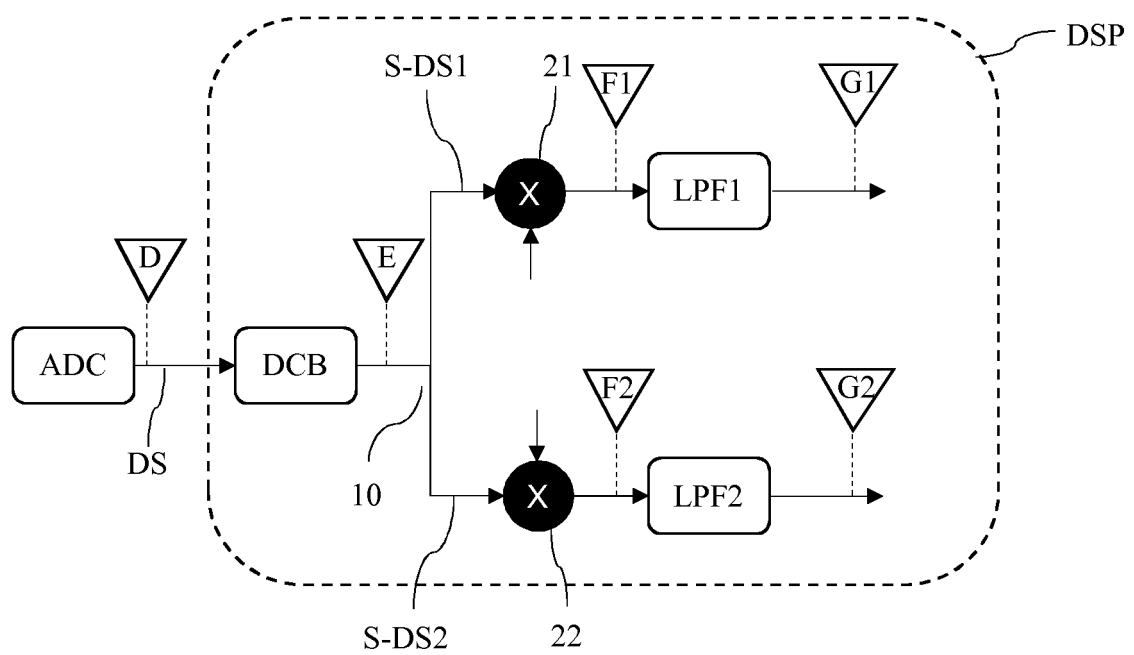 DSP
S-DS1
21
F1
G1
X
LPF1
D
E
ADC
DCB
F2
G2
DS
10
X
LPF2
S-DS2
22